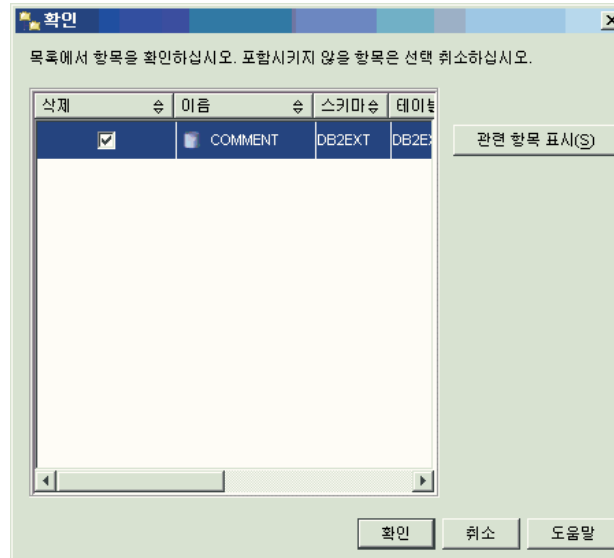 확인
목록에서 항목을 확인하십시오. 포함시키지 않을 항목은 선택 취소하십시오.
삭제 이름 스키마
COMMENT DB2EXT
관련 항목 표시(S)
확인 취소 도움말